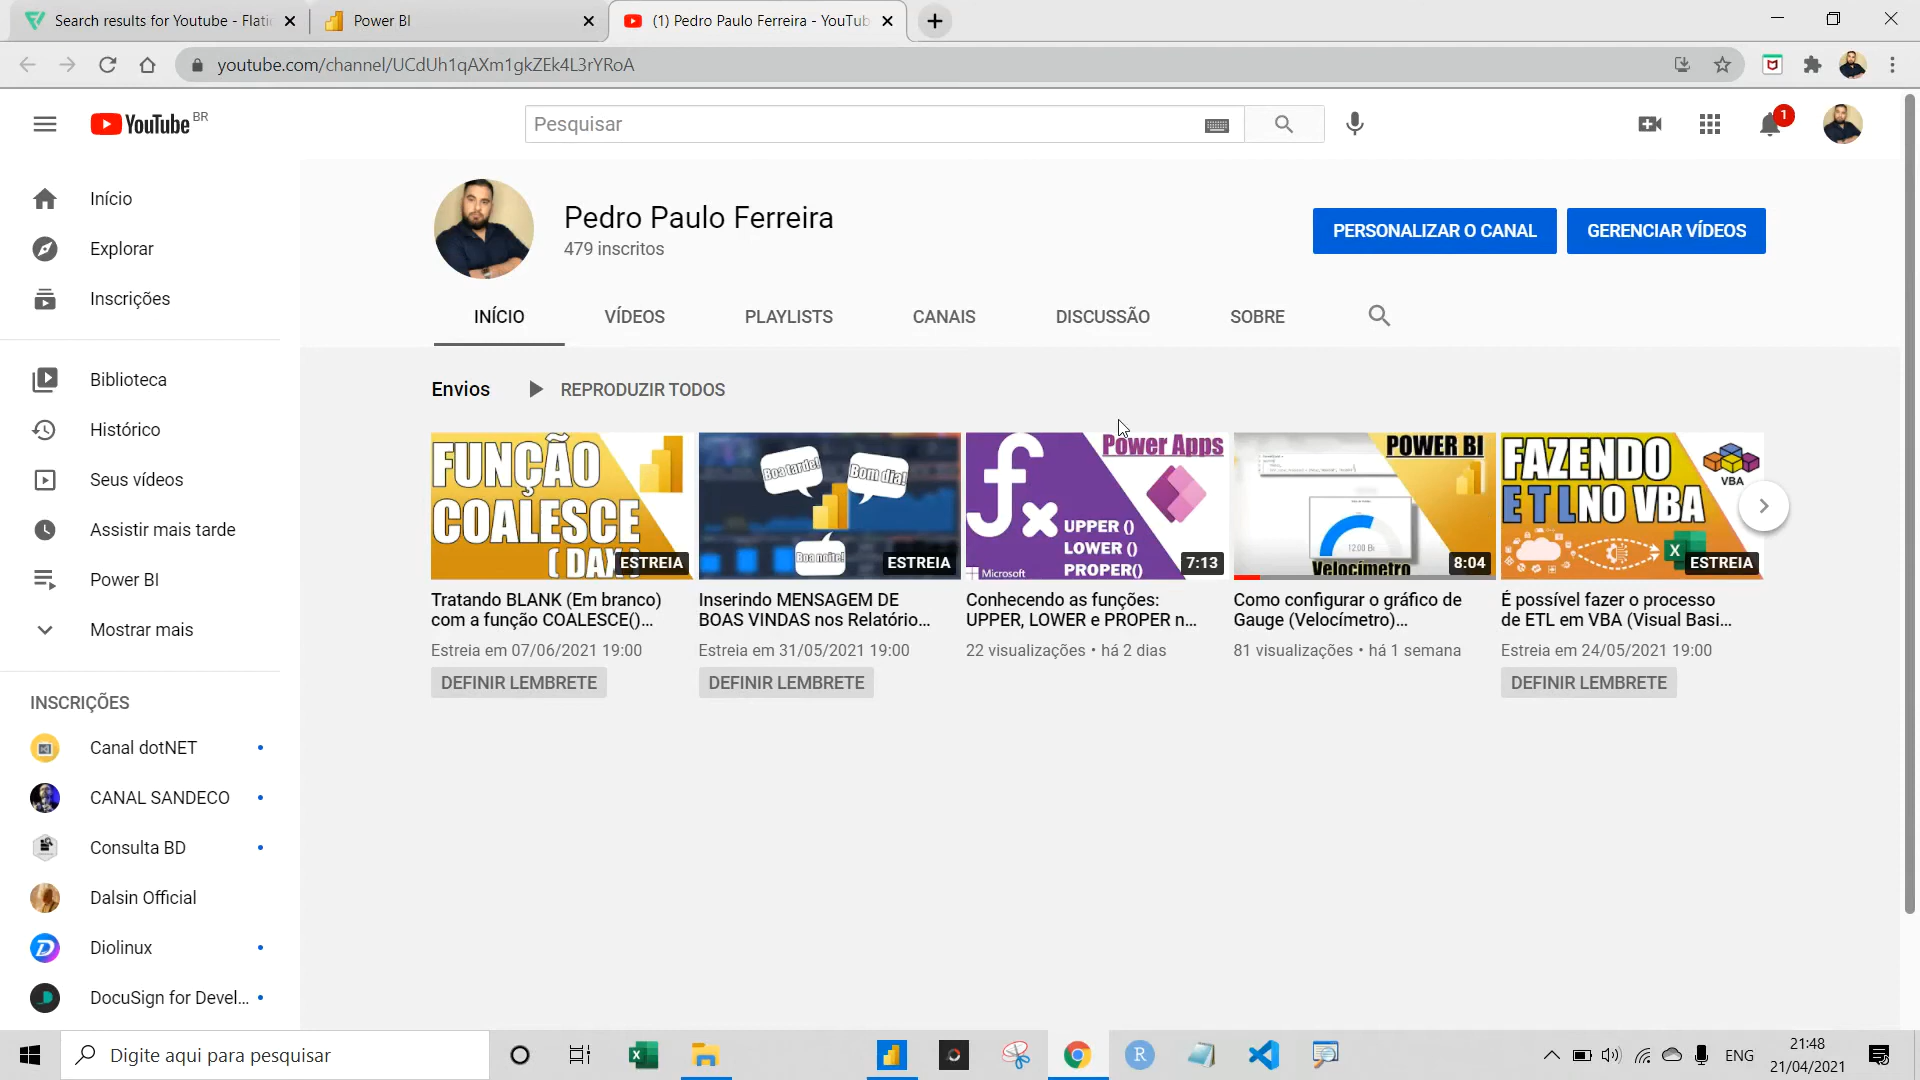 Search results for Youtube - Flati
Power BI
(1) Pedro Paulo Ferreira - YouTub
youtube.com/channel/UCdUh1qAXm1gkZEk4L3rYRoA
YouTube BR
Pesquisar
1
Início
Explorar
Inscrições
Biblioteca
Histórico
Seus vídeos
Assistir mais tarde
Power BI
Mostrar mais
INSCRIÇÕES
Canal dotNET
CANAL SANDECO
Consulta BD
Dalsin Official
Diolinux
DocuSign for Devel...
Pedro Paulo Ferreira
479 inscritos
PERSONALIZAR O CANAL
GERENCIAR VÍDEOS
INÍCIO
VÍDEOS
PLAYLISTS
CANAIS
DISCUSSÃO
SOBRE
Envios
REPRODUZIR TODOS
FUNÇÃO
COALESCE
(DAX)
ESTREIA
Tratando BLANK (Em branco)
com a função COALESCE()...
Estreia em 07/06/2021 19:00
DEFINIR LEMBRETE
Boa tarde!
Bom dia!
Boa noite!
ESTREIA
Inserindo MENSAGEM DE
BOAS VINDAS nos Relatório...
Estreia em 31/05/2021 19:00
DEFINIR LEMBRETE
Power Apps
fx
UPPER ()
LOWER ()
PROPER()
Microsoft
7:13
Conhecendo as funções:
UPPER, LOWER e PROPER n...
22 visualizações • há 2 dias
POWER BI
12,00 Bi
Velocímetro
8:04
Como configurar o gráfico de
Gauge (Velocímetro)...
81 visualizações • há 1 semana
FAZENDO
ETL NO VBA
VBA
ESTREIA
É possível fazer o processo
de ETL em VBA (Visual Basi...
Estreia em 24/05/2021 19:00
DEFINIR LEMBRETE
Digite aqui para pesquisar
ENG
21:48
21/04/2021